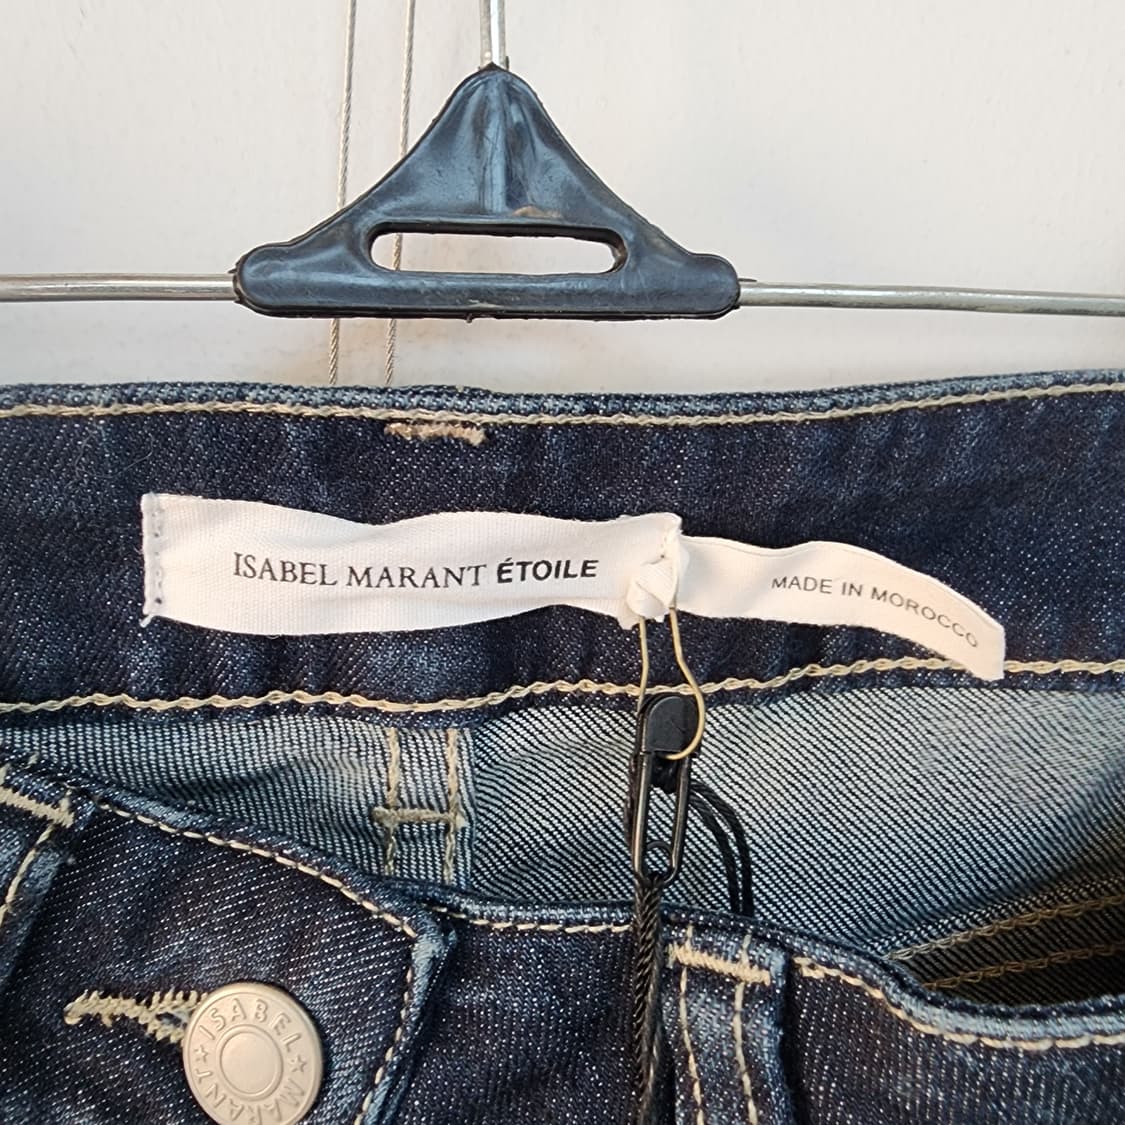 ISABEL MARANT ÉTOILE
MADE IN MOROCCO
ISABEL ★ MARANT ★